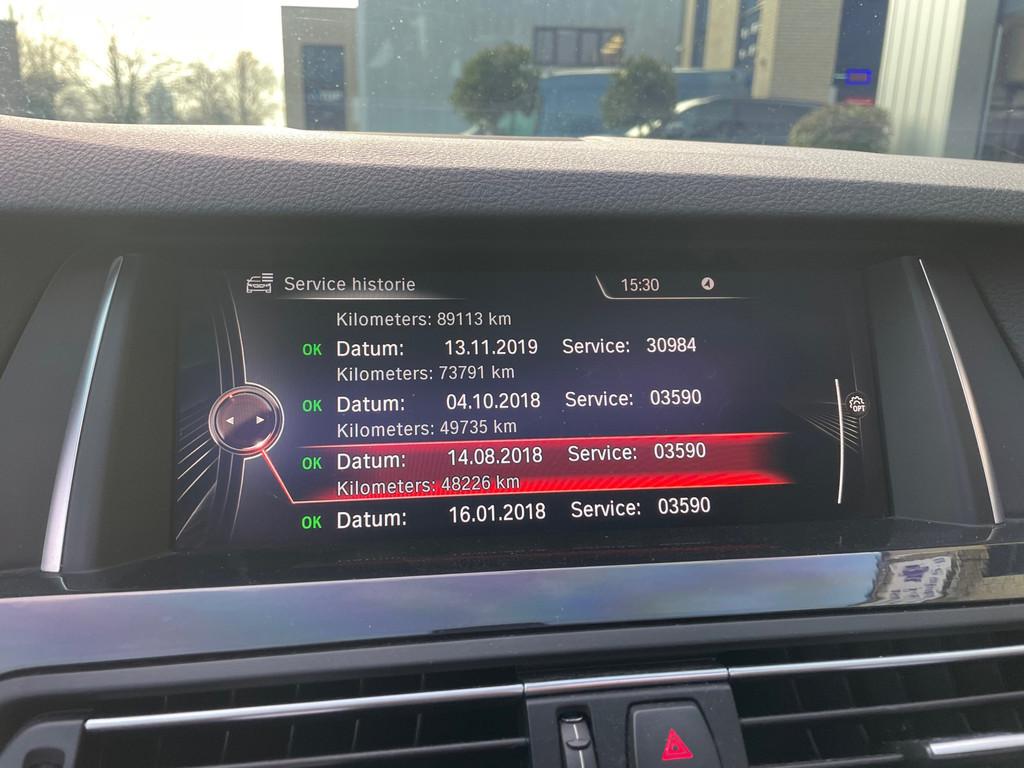 Service historie 15:30
Kilometers: 89113 km
OK Datum: 13.11.2019 Service: 30984
Kilometers: 73791 km
OK Datum: 04.10.2018 Service: 03590
Kilometers: 49735 km
OK Datum: 14.08.2018 Service: 03590
Kilometers: 48226 km
OK Datum: 16.01.2018 Service: 03590
OPT